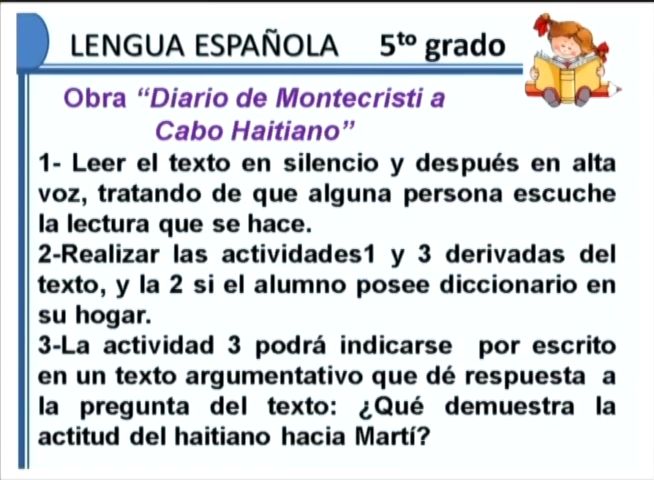 LENGUA ESPAÑOLA 5to grado
Obra “Diario de Montecristi a
Cabo Haitiano”
1- Leer el texto en silencio y después en alta
voz, tratando de que alguna persona escuche
la lectura que se hace.
2-Realizar las actividades1 y 3 derivadas del
texto, y la 2 si el alumno posee diccionario en
su hogar.
3-La actividad 3 podrá indicarse por escrito
en un texto argumentativo que dé respuesta a
la pregunta del texto: ¿Qué demuestra la
actitud del haitiano hacia Martí?